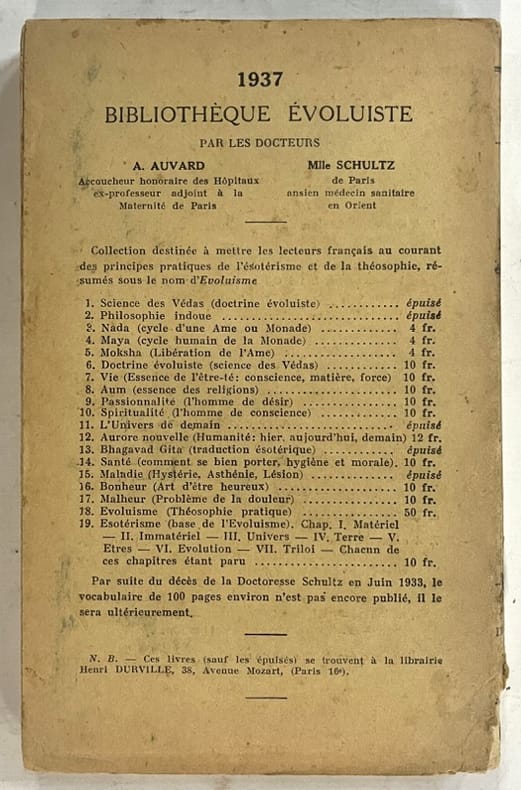 1937
BIBLIOTHÈQUE ÉVOLUISTE
PAR LES DOCTEURS
A. AUVARD
Accoucheur honoraire des Hôpitaux
ex-professeur adjoint à la
Maternité de Paris
Mlle SCHULTZ
de Paris
ansien médecin sanitaire
en Orient
Collection destinée à mettre les lecteurs français au courant
des principes pratiques de l'ésotérisme et de la théosophie, ré-
sumés sous le nom d'Evoluisme
1. Science des Védas (doctrine évoluiste) ............ épuisé
2. Philosophie indoue ............................ épuisé
3. Nâda (cycle d'une Ame ou Monade) ............. 4 fr.
4. Maya (cycle humain de la Monade) .............. 4 fr.
5. Moksha (Libération de l'Ame) .................. 4 fr.
6. Doctrine évoluiste (science des Védas) ............ 10 fr.
7. Vie (Essence de l'être-té: conscience, matière, force) 10 fr.
8. Aum (essence des religions) ..................... 10 fr.
9. Passionnalité (l'homme de désir) ................ 10 fr.
10. Spiritualité (l'homme de conscience) .............. 10 fr.
11. L'Univers de demain ........................... épuisé
12. Aurore nouvelle (Humanité: hier, aujourd'hui, demain) 12 fr.
13. Bhagavad Gita (traduction ésotérique) ............ épuisé
14. Santé (comment se bien porter, hygiène et morale). 10 fr.
15. Maladie (Hystérie, Asthénie, Lésion) .............. épuisé
16. Bonheur (Art d'être heureux) .................... 10 fr.
17. Malheur (Problème de la douleur) ................ 10 fr.
18. Evoluisme (Théosophie pratique) ................. 50 fr.
19. Esotérisme (base de l'Evoluisme). Chap. I. Matériel
— II. Immatériel — III. Univers — IV. Terre — V.
Etres — VI. Evolution — VII. Triloi — Chacun de
ces chapitres étant paru ........................ 10 fr.
Par suite du décès de la Doctoresse Schultz en Juin 1933, le
vocabulaire de 100 pages environ n'est pas encore publié, il le
sera ultérieurement.
N. B. — Ces livres (sauf les épuisés) se trouvent à la librairie
Henri DURVILLE, 38, Avenue Mozart, (Paris 16e).